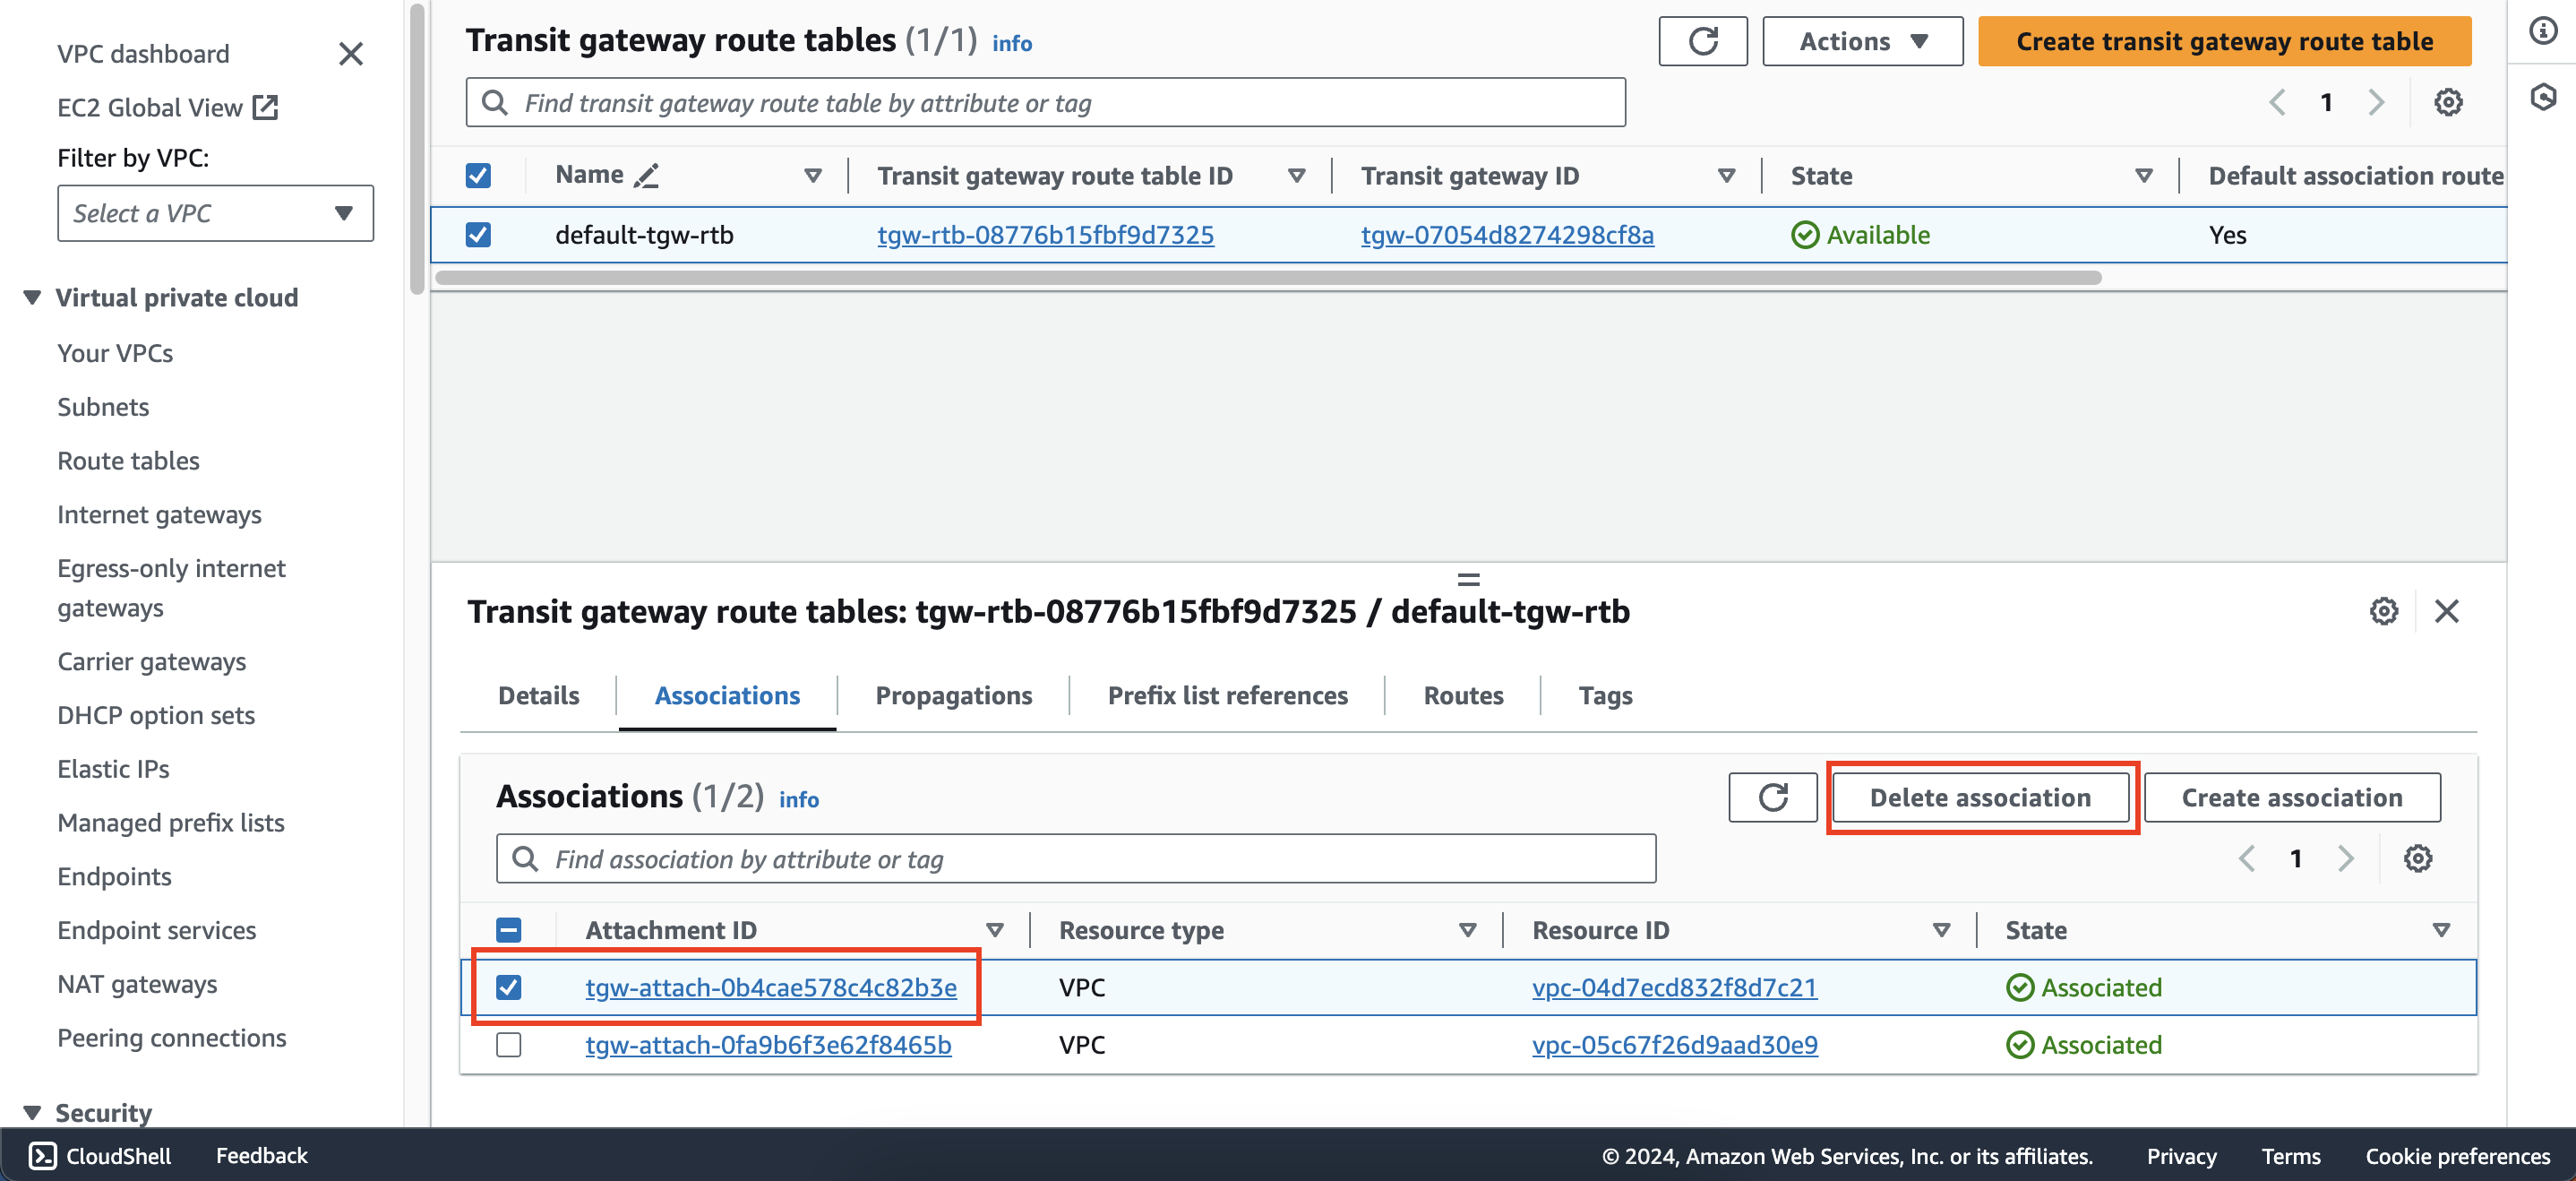 VPC dashboard
EC2 Global View
Filter by VPC:
Select a VPC
Virtual private cloud
Your VPCs
Subnets
Route tables
Internet gateways
Egress-only internet
gateways
Carrier gateways
DHCP option sets
Elastic IPs
Managed prefix lists
Endpoints
Endpoint services
NAT gateways
Peering connections
Security
Transit gateway route tables (1/1) info
Actions
Create transit gateway route table
Find transit gateway route table by attribute or tag
1
Name Transit gateway route table ID Transit gateway ID State Default association route
default-tgw-rtb tgw-rtb-08776b15fbf9d7325 tgw-07054d8274298cf8a Available Yes
Transit gateway route tables: tgw-rtb-08776b15fbf9d7325 / default-tgw-rtb
Details Associations Propagations Prefix list references Routes Tags
Associations (1/2) info
Delete association
Create association
Find association by attribute or tag
1
Attachment ID Resource type Resource ID State
tgw-attach-0b4cae578c4c82b3e VPC vpc-04d7ecd832f8d7c21 Associated
tgw-attach-0fa9b6f3e62f8465b VPC vpc-05c67f26d9aad30e9 Associated
CloudShell Feedback © 2024, Amazon Web Services, Inc. or its affiliates. Privacy Terms Cookie preferences